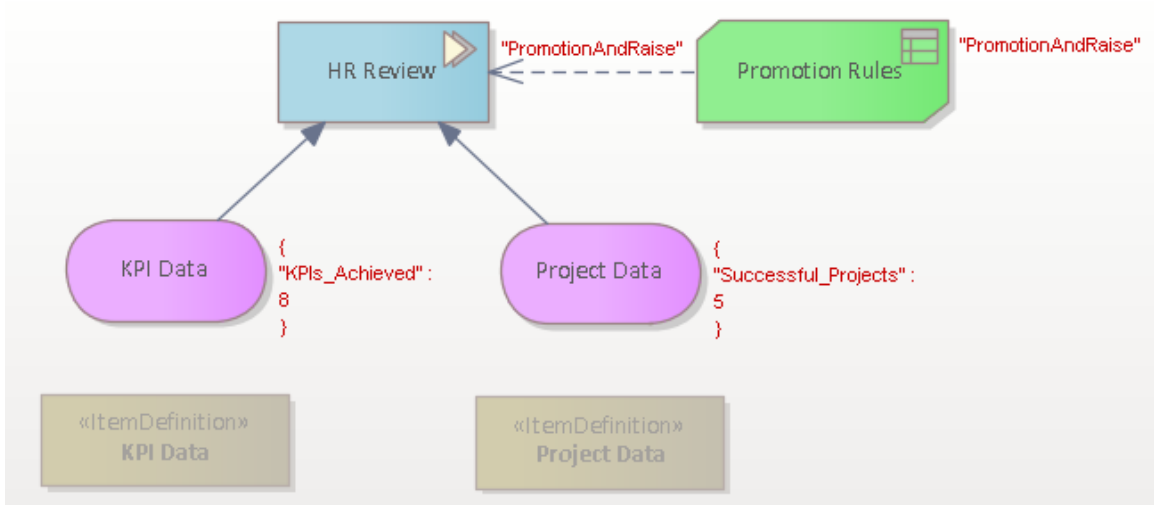 HR Review
"PromotionAndRaise"
Promotion Rules
"PromotionAndRaise"
KPI Data
{
"KPIs_Achieved" :
8
}
Project Data
{
"Successful_Projects" :
5
}
«ItemDefinition»
KPI Data
«ItemDefinition»
Project Data